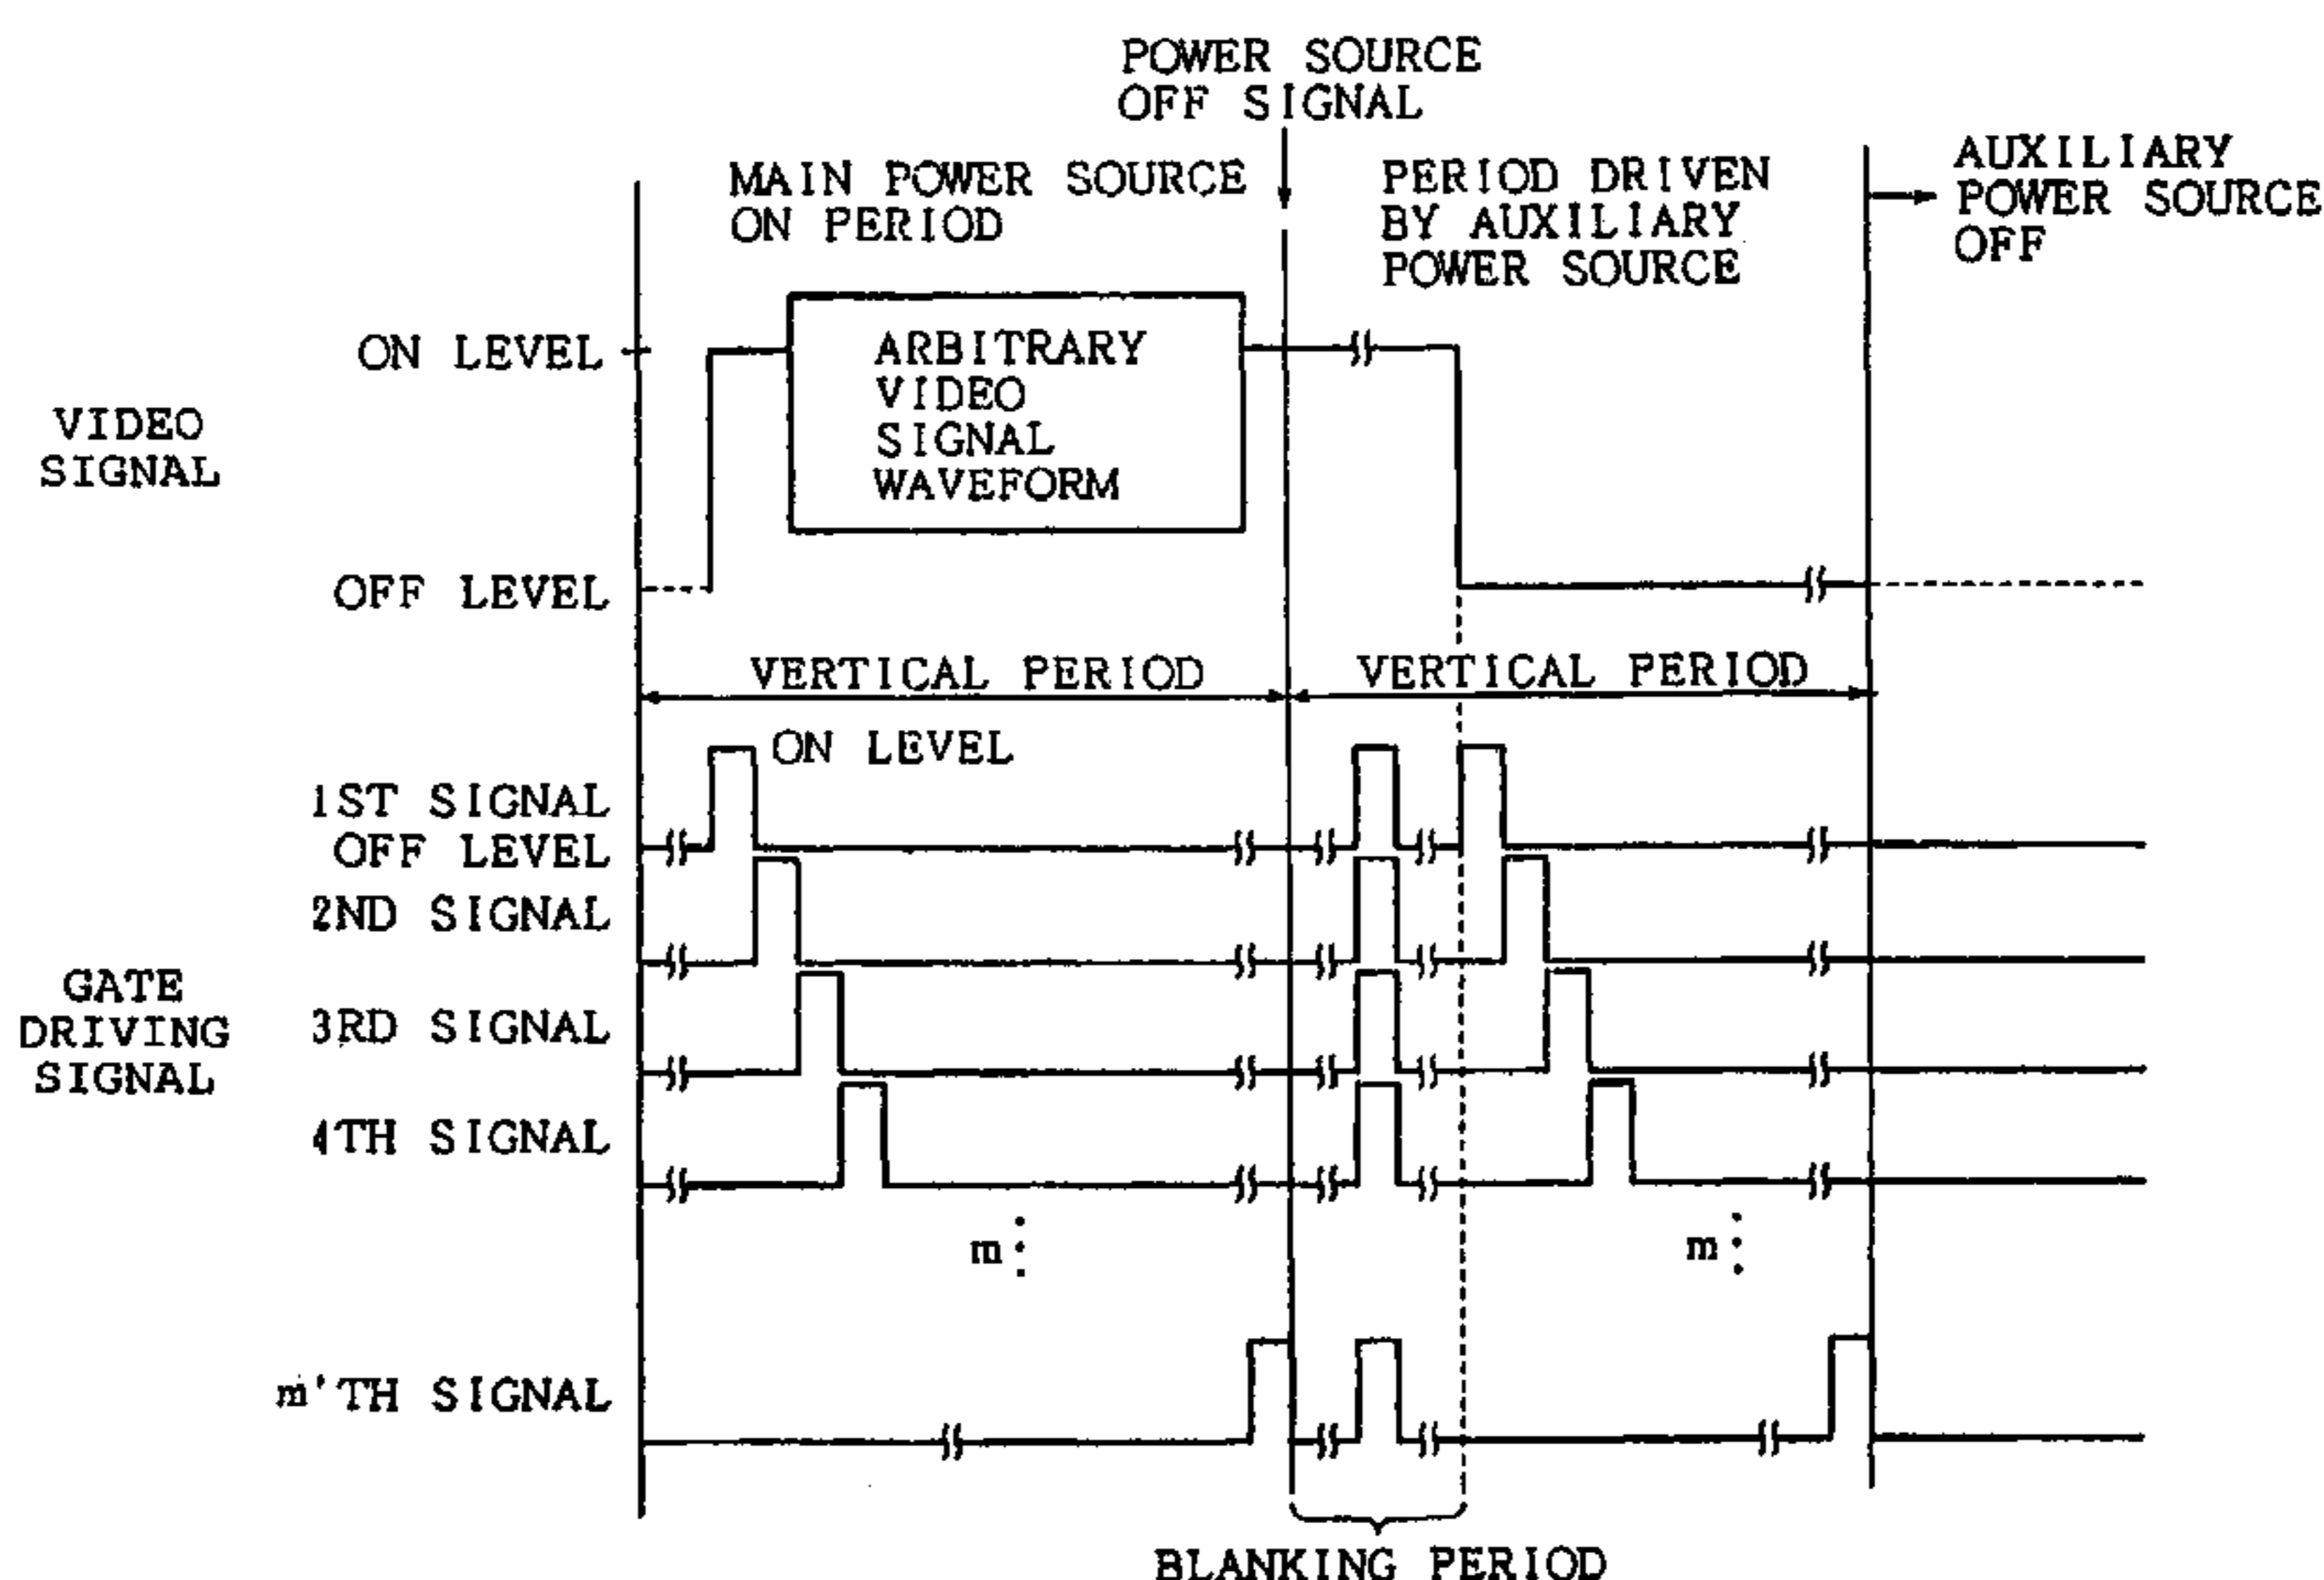 POWER SOURCE
OFF SIGNAL
MAIN POWER SOURCE
ON PERIOD
PERIOD DRIVEN
BY AUXILIARY
POWER SOURCE
AUXILIARY
POWER SOURCE
OFF
ON LEVEL
ARBITRARY
VIDEO
SIGNAL
WAVEFORM
VIDEO
SIGNAL
OFF LEVEL
VERTICAL PERIOD
VERTICAL PERIOD
ON LEVEL
1ST SIGNAL
OFF LEVEL
2ND SIGNAL
GATE
DRIVING
SIGNAL
3RD SIGNAL
4TH SIGNAL
m
m
m'TH SIGNAL
BLANKING PERIOD